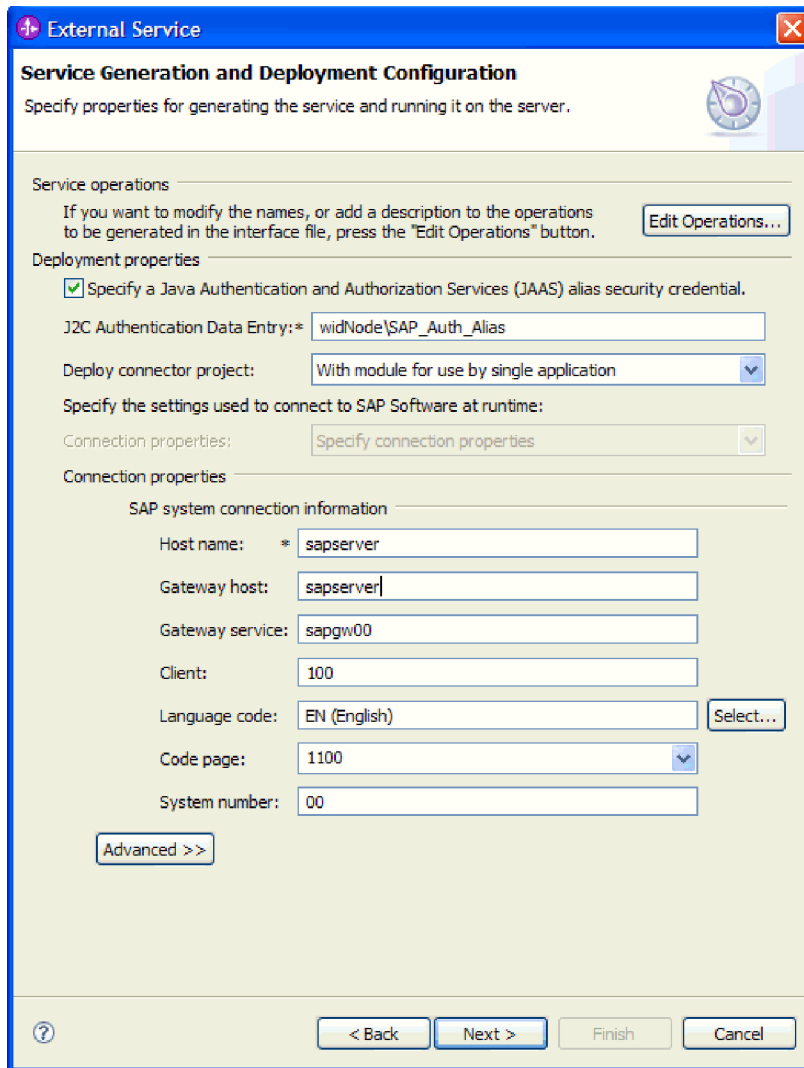 External Service
Service Generation and Deployment Configuration
Specify properties for generating the service and running it on the server.
Service operations
If you want to modify the names, or add a description to the operations
to be generated in the interface file, press the "Edit Operations" button.
Edit Operations...
Deployment properties
Specify a Java Authentication and Authorization Services (JAAS) alias security credential.
J2C Authentication Data Entry:* widNode\SAP_Auth_Alias
Deploy connector project: With module for use by single application
Specify the settings used to connect to SAP Software at runtime:
Connection properties: Specify connection properties
Connection properties
SAP system connection information
Host name: * sapserver
Gateway host: sapserver
Gateway service: sapgw00
Client: 100
Language code: EN (English) Select...
Code page: 1100
System number: 00
Advanced >>
? < Back Next > Finish Cancel